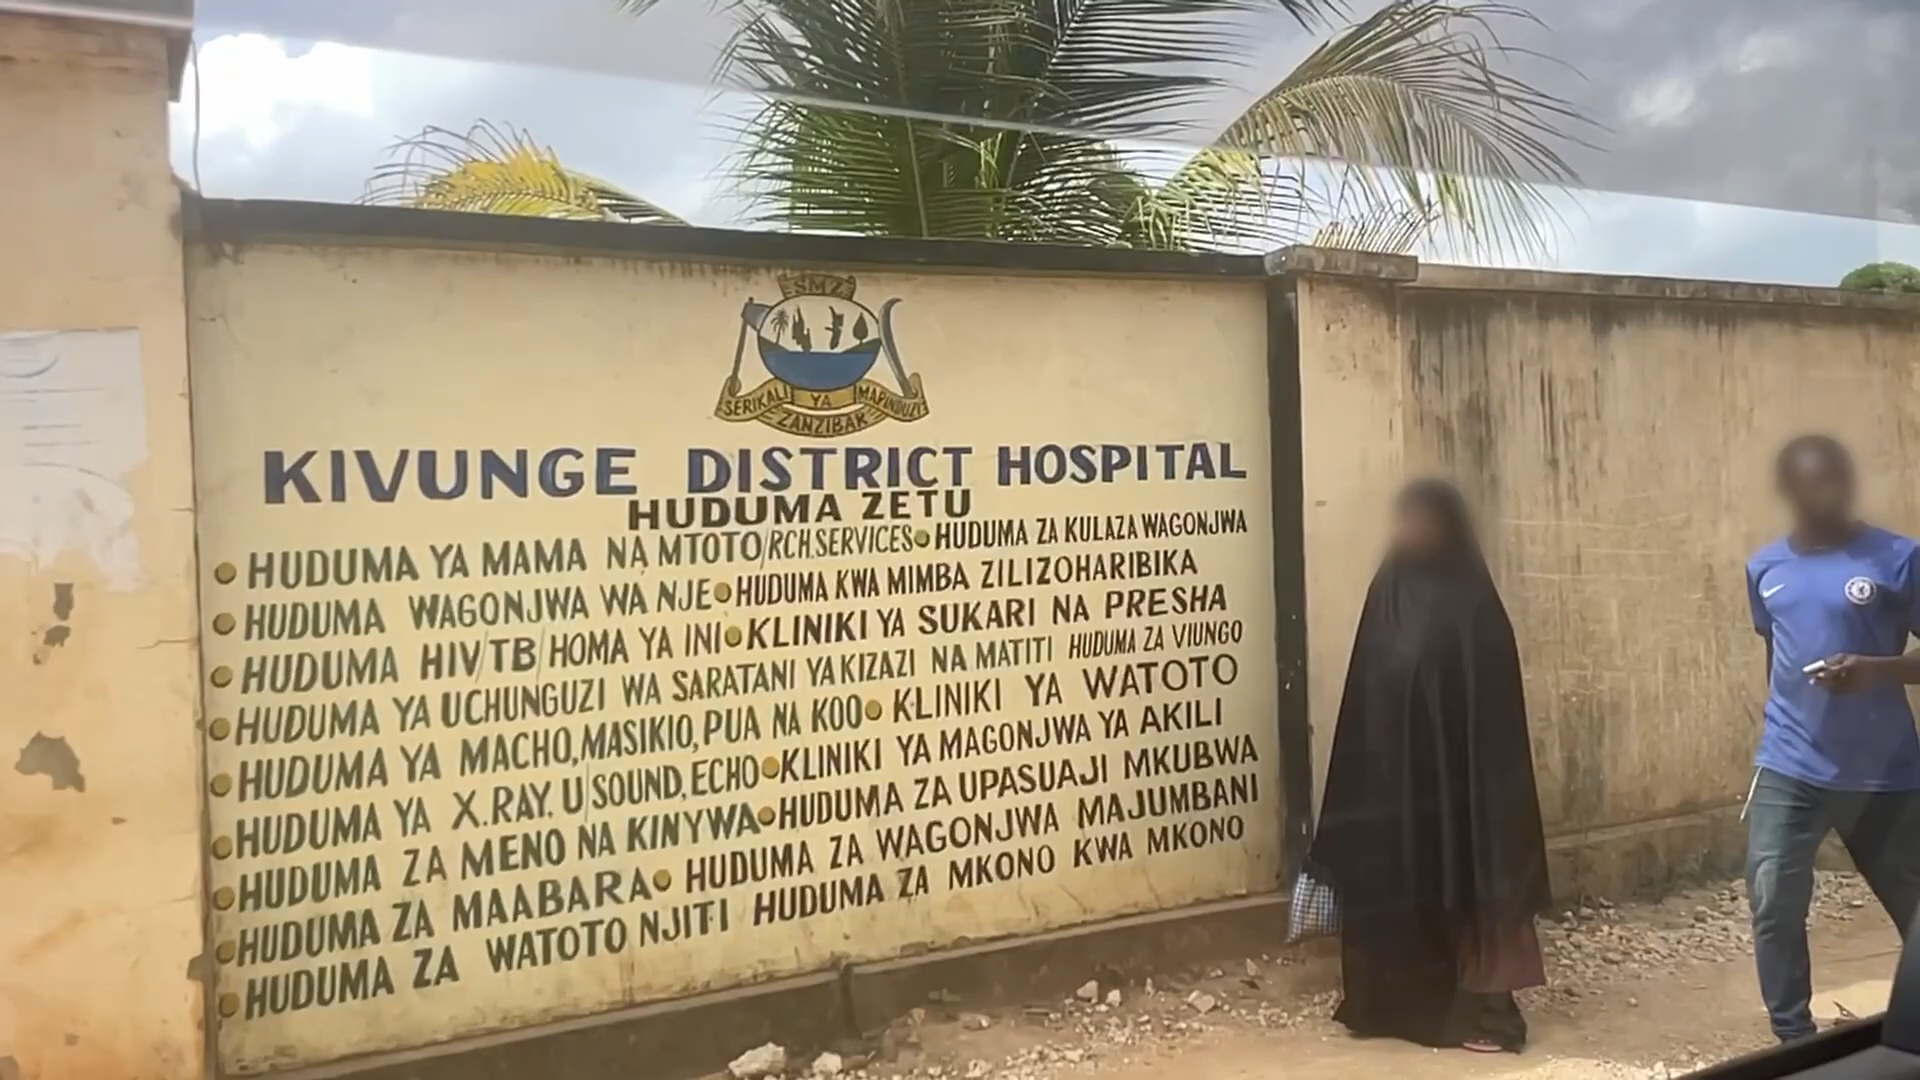 SMZ
SERIKALI YA MAPINDUZI
ZANZIBAR
KIVUNGE DISTRICT HOSPITAL
HUDUMA ZETU
• HUDUMA YA MAMA NA MTOTO/RCH.SERVICES • HUDUMA ZA KULAZA WAGONJWA
• HUDUMA WAGONJWA WA NJE • HUDUMA KWA MIMBA ZILIZOHARIBIKA
• HUDUMA HIV/TB/HOMA YA INI • KLINIKI YA SUKARI NA PRESHA
• HUDUMA YA UCHUNGUZI WA SARATANI YA KIZAZI NA MATITI HUDUMA ZA VIUNGO
• HUDUMA YA MACHO, MASIKIO, PUA NA KOO • KLINIKI YA WATOTO
• HUDUMA YA X.RAY. U/SOUND, ECHO • KLINIKI YA MAGONJWA YA AKILI
• HUDUMA ZA MENO NA KINYWA • HUDUMA ZA UPASUAJI MKUBWA
• HUDUMA ZA MAABARA • HUDUMA ZA WAGONJWA MAJUMBANI
• HUDUMA ZA WATOTO NJITI HUDUMA ZA MKONO KWA MKONO